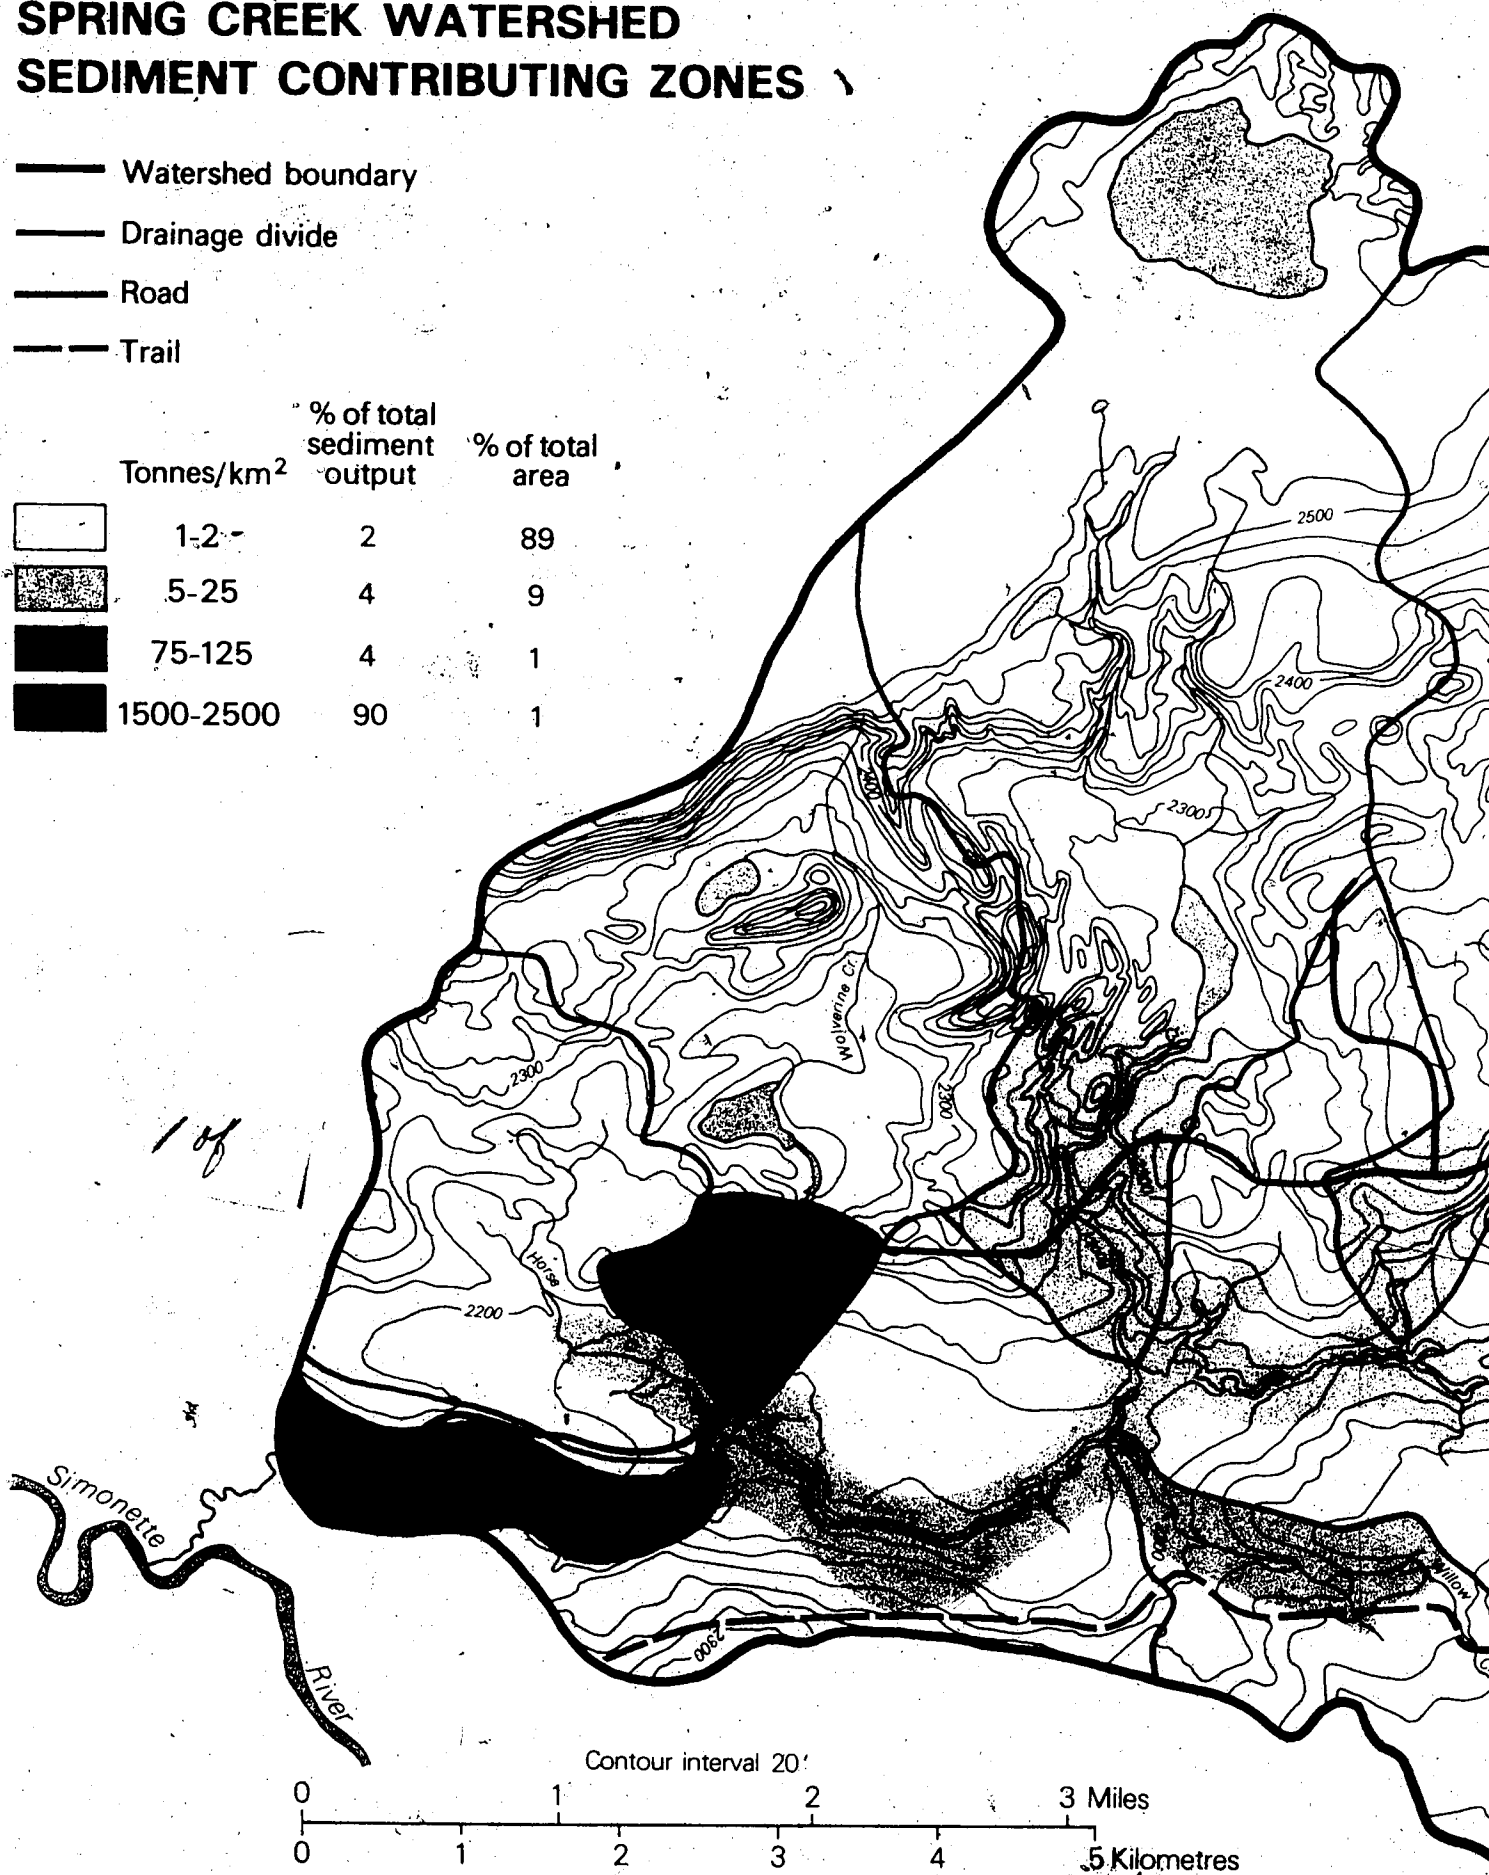 SPRING CREEK WATERSHED
SEDIMENT CONTRIBUTING ZONES
Watershed boundary
Drainage divide
Road
Trail
% of total
sediment
output
% of total
area
Tonnes/km²
1-2 2 89
5-25 4 9
75-125 4 1
1500-2500 90 1
2500
2400
2400
2300
Wolverine Cr.
2300
2300
1 of
Horse
2200
Simonette
River
Willow
2300
Contour interval 20'
0 1 2 3 Miles
0 1 2 3 4 5 Kilometres